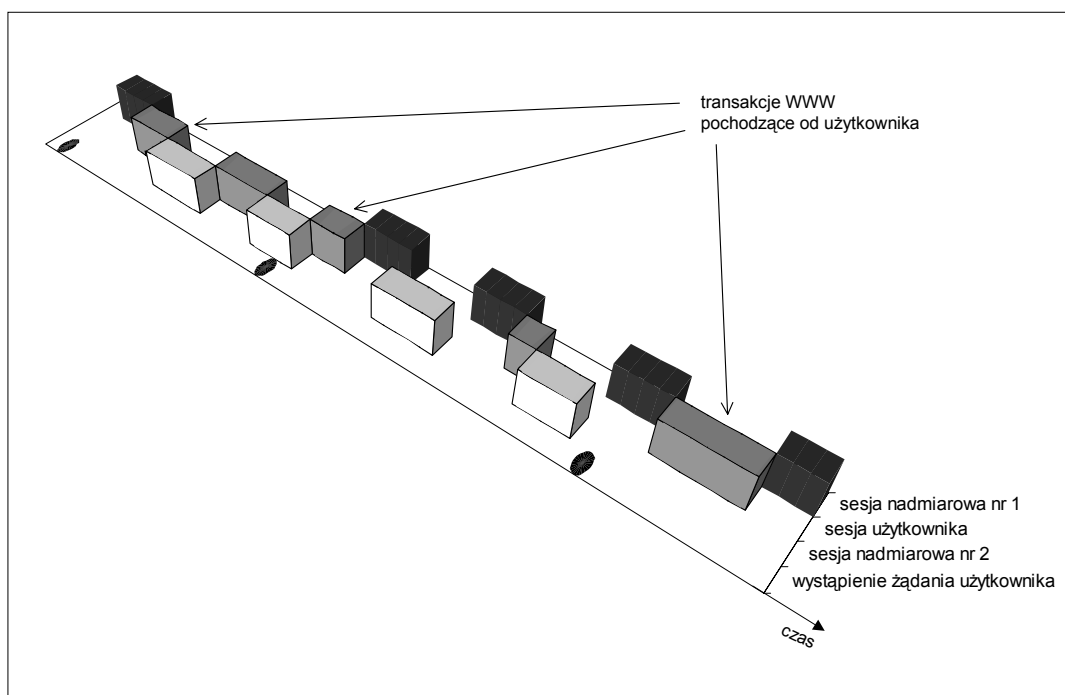 transakcje WWW
pochodzące od użytkownika
sesja nadmiarowa nr 1
sesja użytkownika
sesja nadmiarowa nr 2
wystąpienie żądania użytkownika
czas